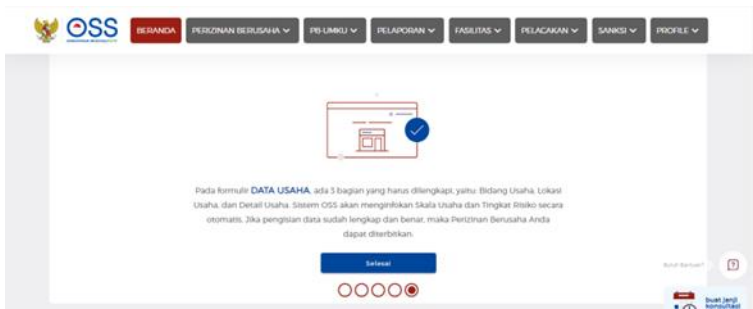 OSS
BERANDA
PERIZINAN BERUSAHA
PB-UMKU
PELAPORAN
FASILITAS
PELACAKAN
SANKSI
PROFILE
Pada formulir DATA USAHA, ada 3 bagian yang harus dilengkapi, yaitu: Bidang Usaha, Lokasi
Usaha, dan Detail Usaha. Sistem OSS akan menginfokan Skala Usaha dan Tingkat Risiko secara
otomatis. Jika pengisian data sudah lengkap dan benar, maka Perizinan Berusaha Anda
dapat diterbitkan.
Selesai
Butuh Bantuan?
buat janji
konsultasi